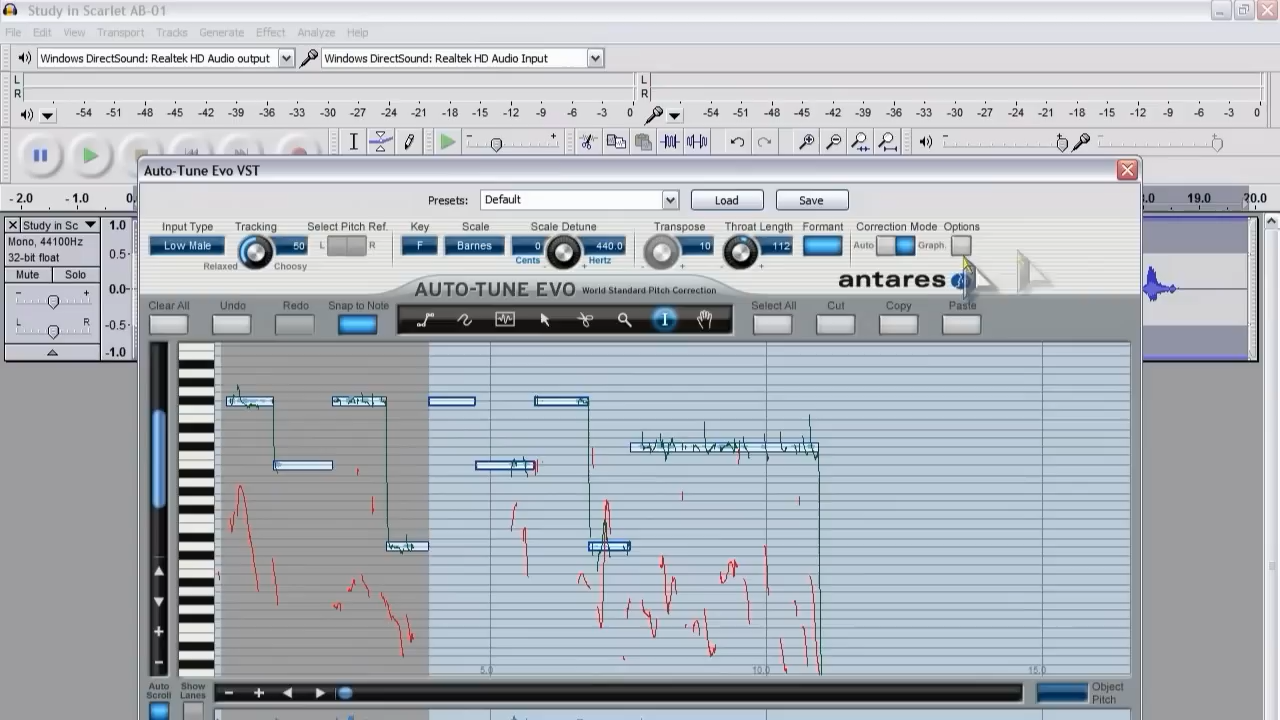 Study in Scarlet AB-01
File Edit View Transport Tracks Generate Effect Analyze Help
Windows DirectSound: Realtek HD Audio output Windows DirectSound: Realtek HD Audio Input
L L
R R
-54 -48 -42 -36 -30 -27 -24 -21 -18 -15 -12 -9 -6 -3 0 -54 -48 -42 -39 -36 -33 -30 -27 -24 -21 -18 -15 -12 -9 -6 -3 0
Auto-Tune Evo VST
- 2.0 -1.0 19.0 20.0
Presets: Default Load Save
Study in Sc 1.0
Input Type Tracking Select Pitch Ref. Key Scale Scale Detune Transpose Throat Length Formant Correction Mode Options
Mono, 44100Hz
Low Male 50 L R F Barnes 0 440.0 10 112 Auto Graph.
32-bit float 0.5
Relaxed Choosy Cents Hertz
Mute Solo
antares
- + 0.0-
AUTO-TUNE EVO World Standard Pitch Correction
Clear All Undo Redo Snap to Note Select All Cut Copy Paste
L R -0.5
-1.0
5.0 10.0 15.0
Auto Scroll Show Lanes Object Pitch